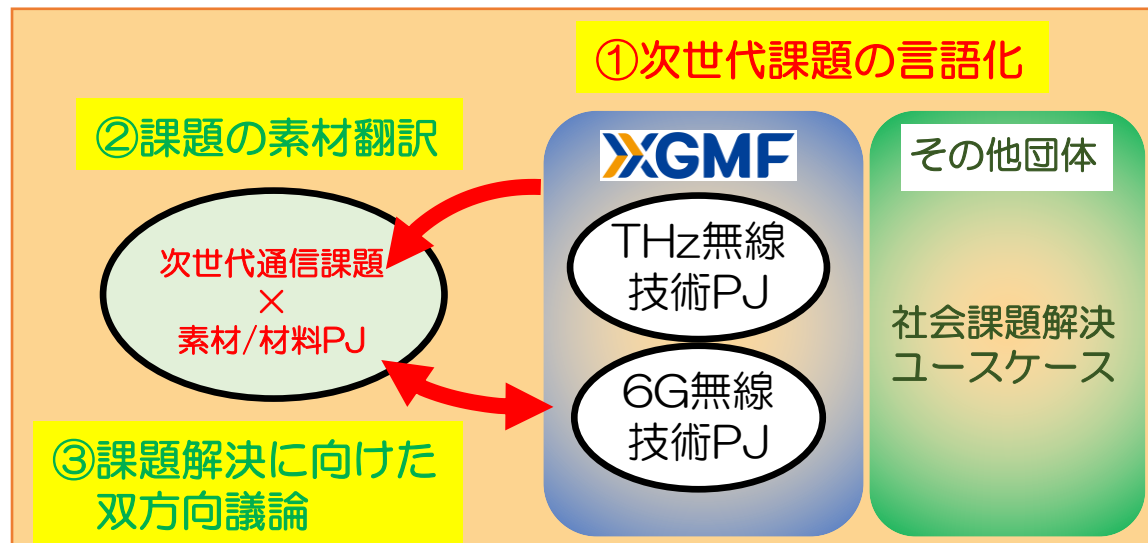 ①次世代課題の言語化
②課題の素材翻訳
XGMF
その他団体
THz無線
技術PJ
次世代通信課題
×
素材/材料PJ
社会課題解決
ユースケース
6G無線
技術PJ
③課題解決に向けた
双方向議論